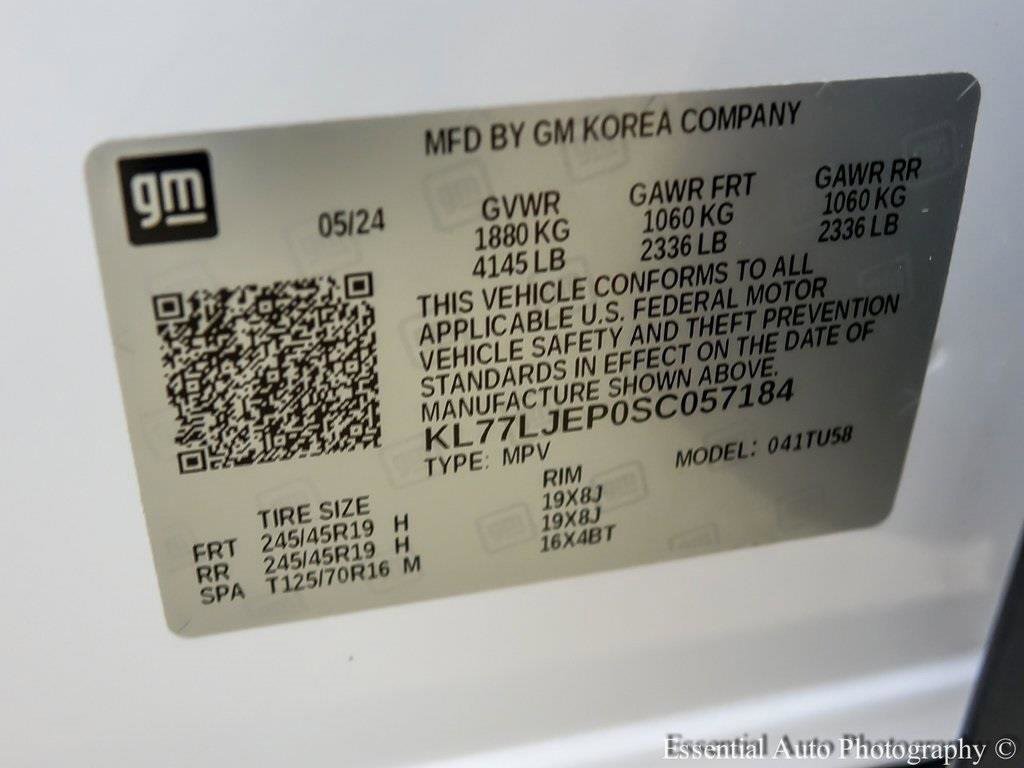 MFD BY GM KOREA COMPANY
gm
05/24
GVWR
1880 KG
4145 LB
GAWR FRT
1060 KG
2336 LB
GAWR RR
1060 KG
2336 LB
THIS VEHICLE CONFORMS TO ALL
APPLICABLE U.S. FEDERAL MOTOR
VEHICLE SAFETY AND THEFT PREVENTION
STANDARDS IN EFFECT ON THE DATE OF
MANUFACTURE SHOWN ABOVE.
KL77LJEP0SC057184
TYPE: MPV
MODEL: 041TU58
TIRE SIZE
RIM
FRT 245/45R19 H 19X8J
RR 245/45R19 H 19X8J
SPA T125/70R16 M 16X4BT
Essential Auto Photography ©